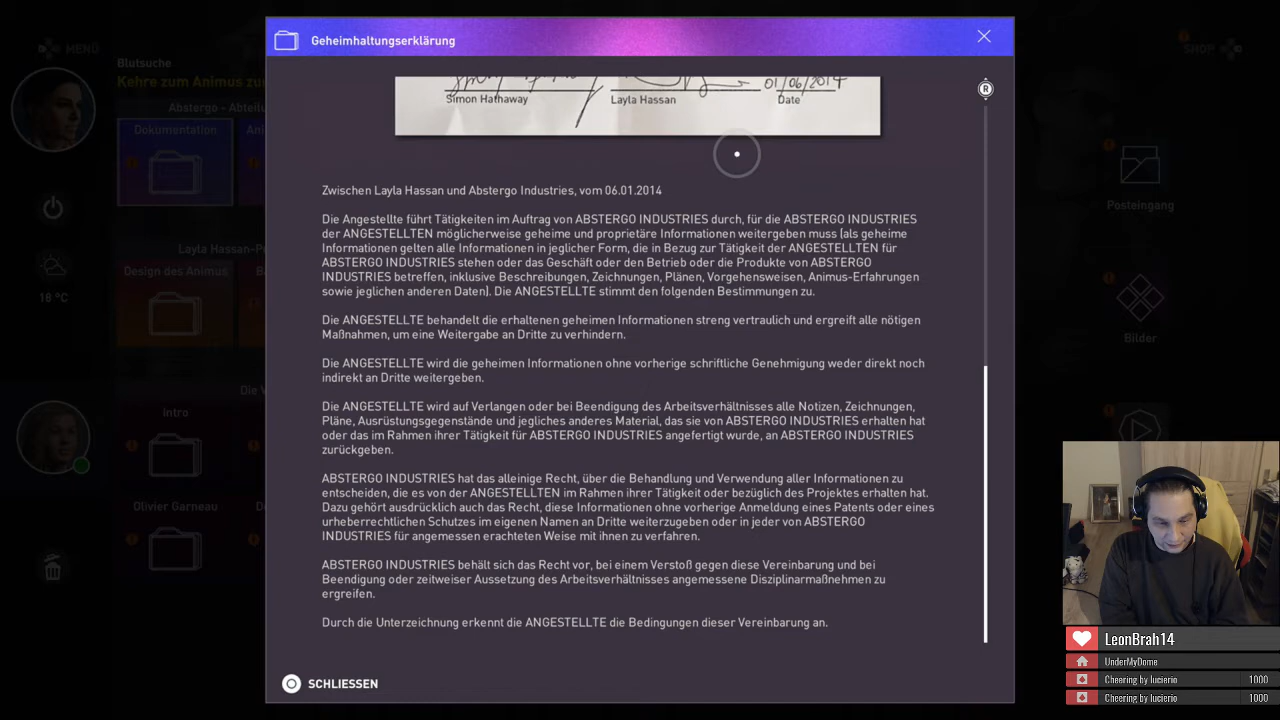 Geheimhaltungserklärung
MENÜ
SHOP
Blutsuche
Kehre zum Animus zu
Abstergo - Abteilu
Dokumentation
Ani
18 °C
Layla Hassan-P
Design des Animus
Die V
Intro
Olivier Garneau
Posteingang
Bilder
R
01/06/2014
Simon Hathaway
Layla Hassan
Date
Zwischen Layla Hassan und Abstergo Industries, vom 06.01.2014
Die Angestellte führt Tätigkeiten im Auftrag von ABSTERGO INDUSTRIES durch, für die ABSTERGO INDUSTRIES
der ANGESTELLTEN möglicherweise geheime und proprietäre Informationen weitergeben muss (als geheime
Informationen gelten alle Informationen in jeglicher Form, die in Bezug zur Tätigkeit der ANGESTELLTEN für
ABSTERGO INDUSTRIES stehen oder das Geschäft oder den Betrieb oder die Produkte von ABSTERGO
INDUSTRIES betreffen, inklusive Beschreibungen, Zeichnungen, Plänen, Vorgehensweisen, Animus-Erfahrungen
sowie jeglichen anderen Daten). Die ANGESTELLTE stimmt den folgenden Bestimmungen zu.
Die ANGESTELLTE behandelt die erhaltenen geheimen Informationen streng vertraulich und ergreift alle nötigen
Maßnahmen, um eine Weitergabe an Dritte zu verhindern.
Die ANGESTELLTE wird die geheimen Informationen ohne vorherige schriftliche Genehmigung weder direkt noch
indirekt an Dritte weitergeben.
Die ANGESTELLTE wird auf Verlangen oder bei Beendigung des Arbeitsverhältnisses alle Notizen, Zeichnungen,
Pläne, Ausrüstungsgegenstände und jegliches anderes Material, das sie von ABSTERGO INDUSTRIES erhalten hat
oder das im Rahmen ihrer Tätigkeit für ABSTERGO INDUSTRIES angefertigt wurde, an ABSTERGO INDUSTRIES
zurückgeben.
ABSTERGO INDUSTRIES hat das alleinige Recht, über die Behandlung und Verwendung aller Informationen zu
entscheiden, die es von der ANGESTELLTEN im Rahmen ihrer Tätigkeit oder bezüglich des Projektes erhalten hat.
Dazu gehört ausdrücklich auch das Recht, diese Informationen ohne vorherige Anmeldung eines Patents oder eines
urheberrechtlichen Schutzes im eigenen Namen an Dritte weiterzugeben oder in jeder von ABSTERGO
INDUSTRIES für angemessen erachteten Weise mit ihnen zu verfahren.
ABSTERGO INDUSTRIES behält sich das Recht vor, bei einem Verstoß gegen diese Vereinbarung und bei
Beendigung oder zeitweiser Aussetzung des Arbeitsverhältnisses angemessene Disziplinarmaßnehmen zu
ergreifen.
Durch die Unterzeichnung erkennt die ANGESTELLTE die Bedingungen dieser Vereinbarung an.
SCHLIESSEN
LeonBrah14
UnderMyDome
Cheering by lucierio 1000
Cheering by lucierio 1000